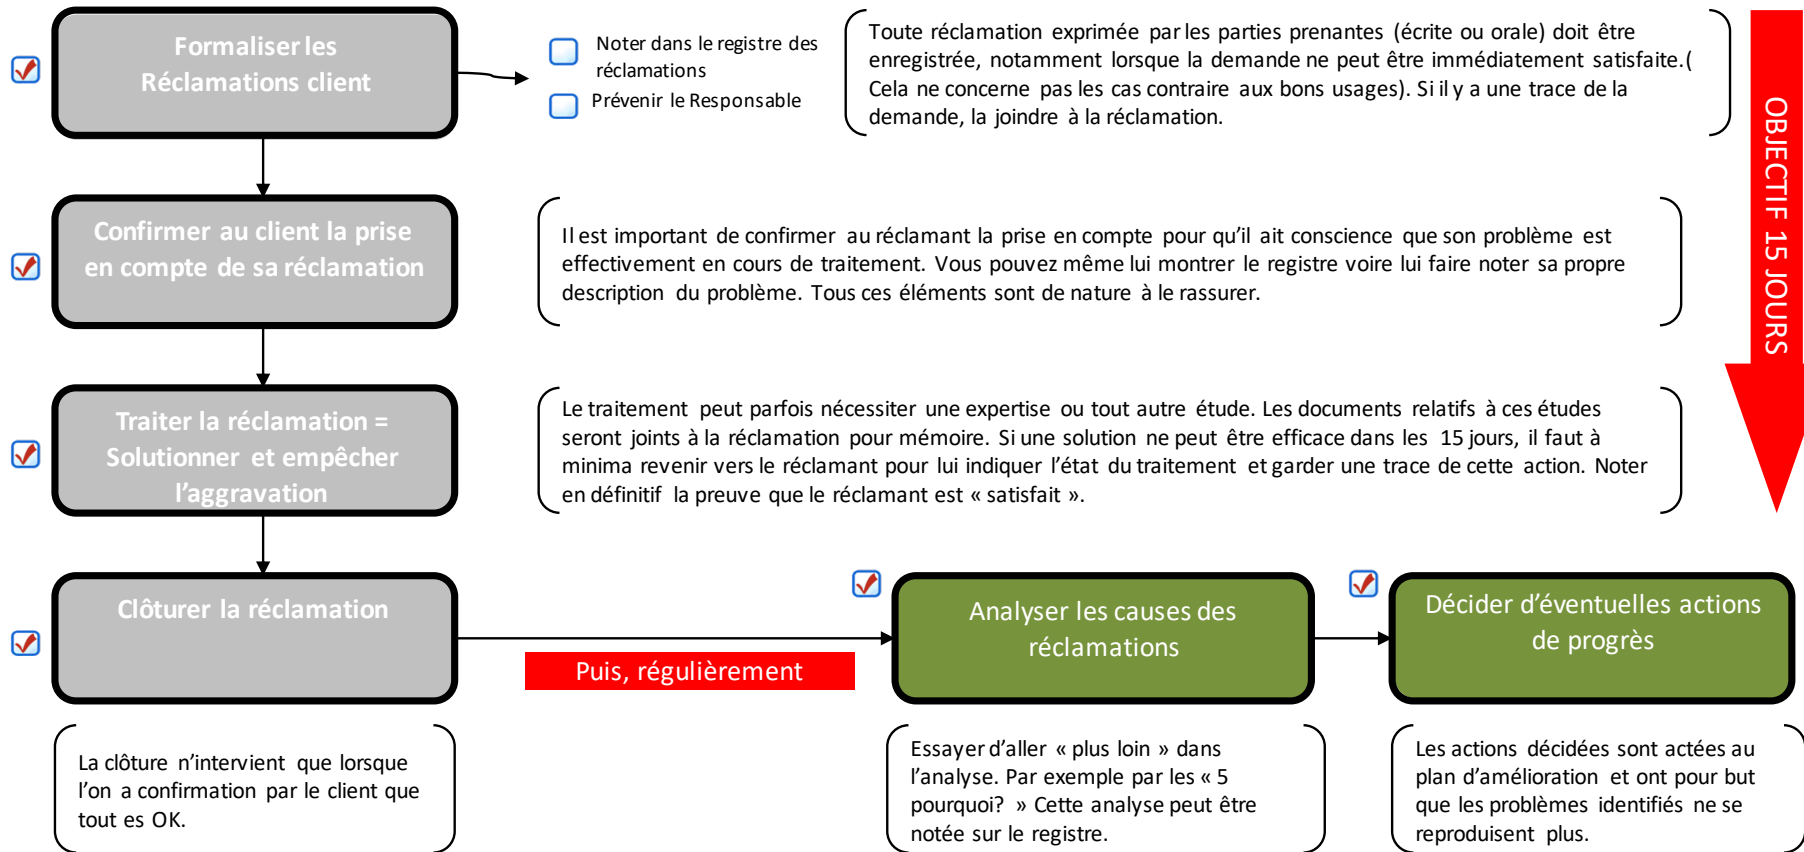 Formaliser les
Réclamations client
Noter dans le registre des
réclamations
Prévenir le Responsable
Toute réclamation exprimée par les parties prenantes (écrite ou orale) doit être
enregistrée, notamment lorsque la demande ne peut être immédiatement satisfaite.(
Cela ne concerne pas les cas contraire aux bons usages). Si il y a une trace de la
demande, la joindre à la réclamation.
OBJECTIF 15 JOURS
Confirmer au client la prise
en compte de sa réclamation
Il est important de confirmer au réclamant la prise en compte pour qu’il ait conscience que son problème est
effectivement en cours de traitement. Vous pouvez même lui montrer le registre voire lui faire noter sa propre
description du problème. Tous ces éléments sont de nature à le rassurer.
Traiter la réclamation =
Solutionner et empêcher
l’aggravation
Le traitement peut parfois nécessiter une expertise ou tout autre étude. Les documents relatifs à ces études
seront joints à la réclamation pour mémoire. Si une solution ne peut être efficace dans les 15 jours, il faut à
minima revenir vers le réclamant pour lui indiquer l’état du traitement et garder une trace de cette action. Noter
en définitif la preuve que le réclamant est « satisfait ».
Clôturer la réclamation
Puis, régulièrement
Analyser les causes des
réclamations
Décider d’éventuelles actions
de progrès
La clôture n’intervient que lorsque
l’on a confirmation par le client que
tout es OK.
Essayer d’aller « plus loin » dans
l’analyse. Par exemple par les « 5
pourquoi? » Cette analyse peut être
notée sur le registre.
Les actions décidées sont actées au
plan d’amélioration et ont pour but
que les problèmes identifiés ne se
reproduisent plus.